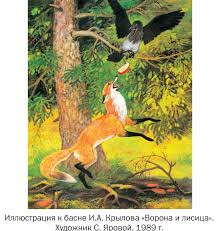 Иллюстрация к басне И.А. Крылова «Ворона и лисица».
Художник С. Яровой. 1989 г.